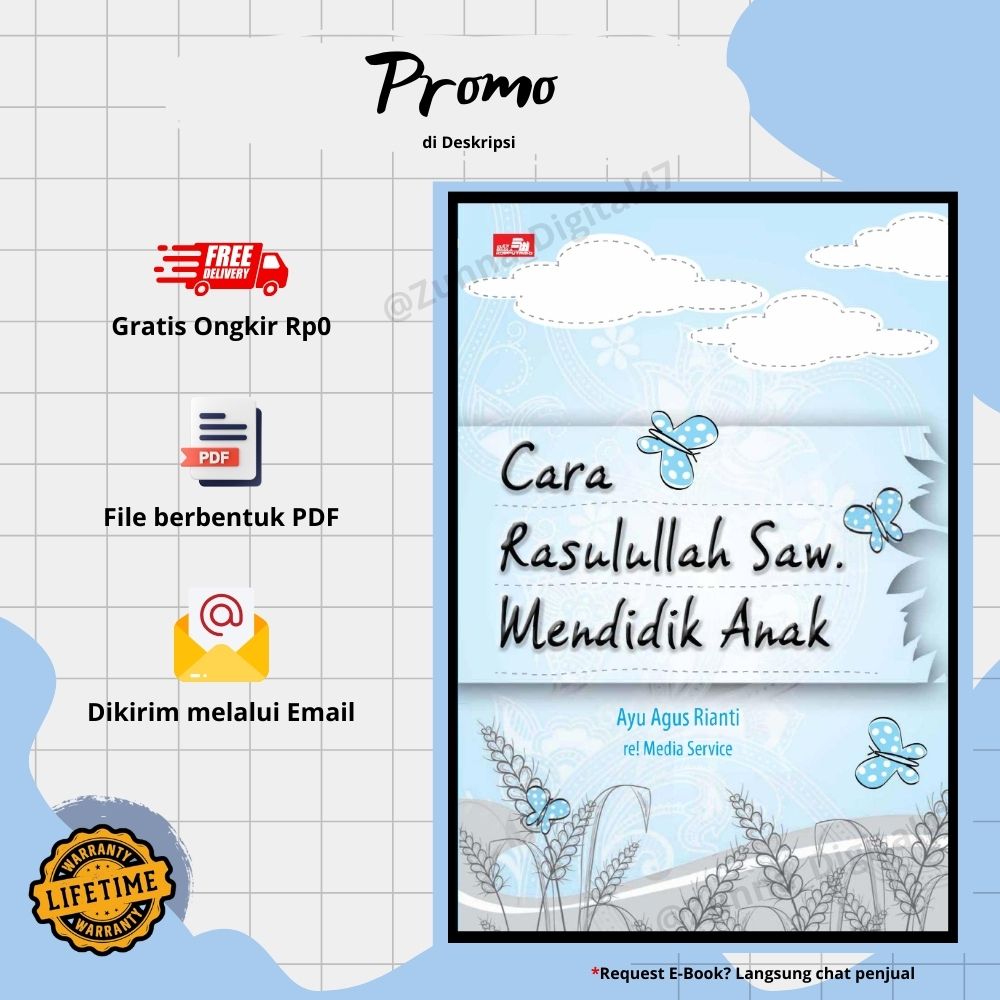 Promo
di Deskripsi
FREE
DELIVERY
Gratis Ongkir Rp0
PDF
File berbentuk PDF
Dikirim melalui Email
WARRANTY
LIFETIME
WARRANTY
Cara
Rasulullah Saw.
Mendidik Anak
Ayu Agus Rianti
re! Media Service
*Request E-Book? Langsung chat penjual